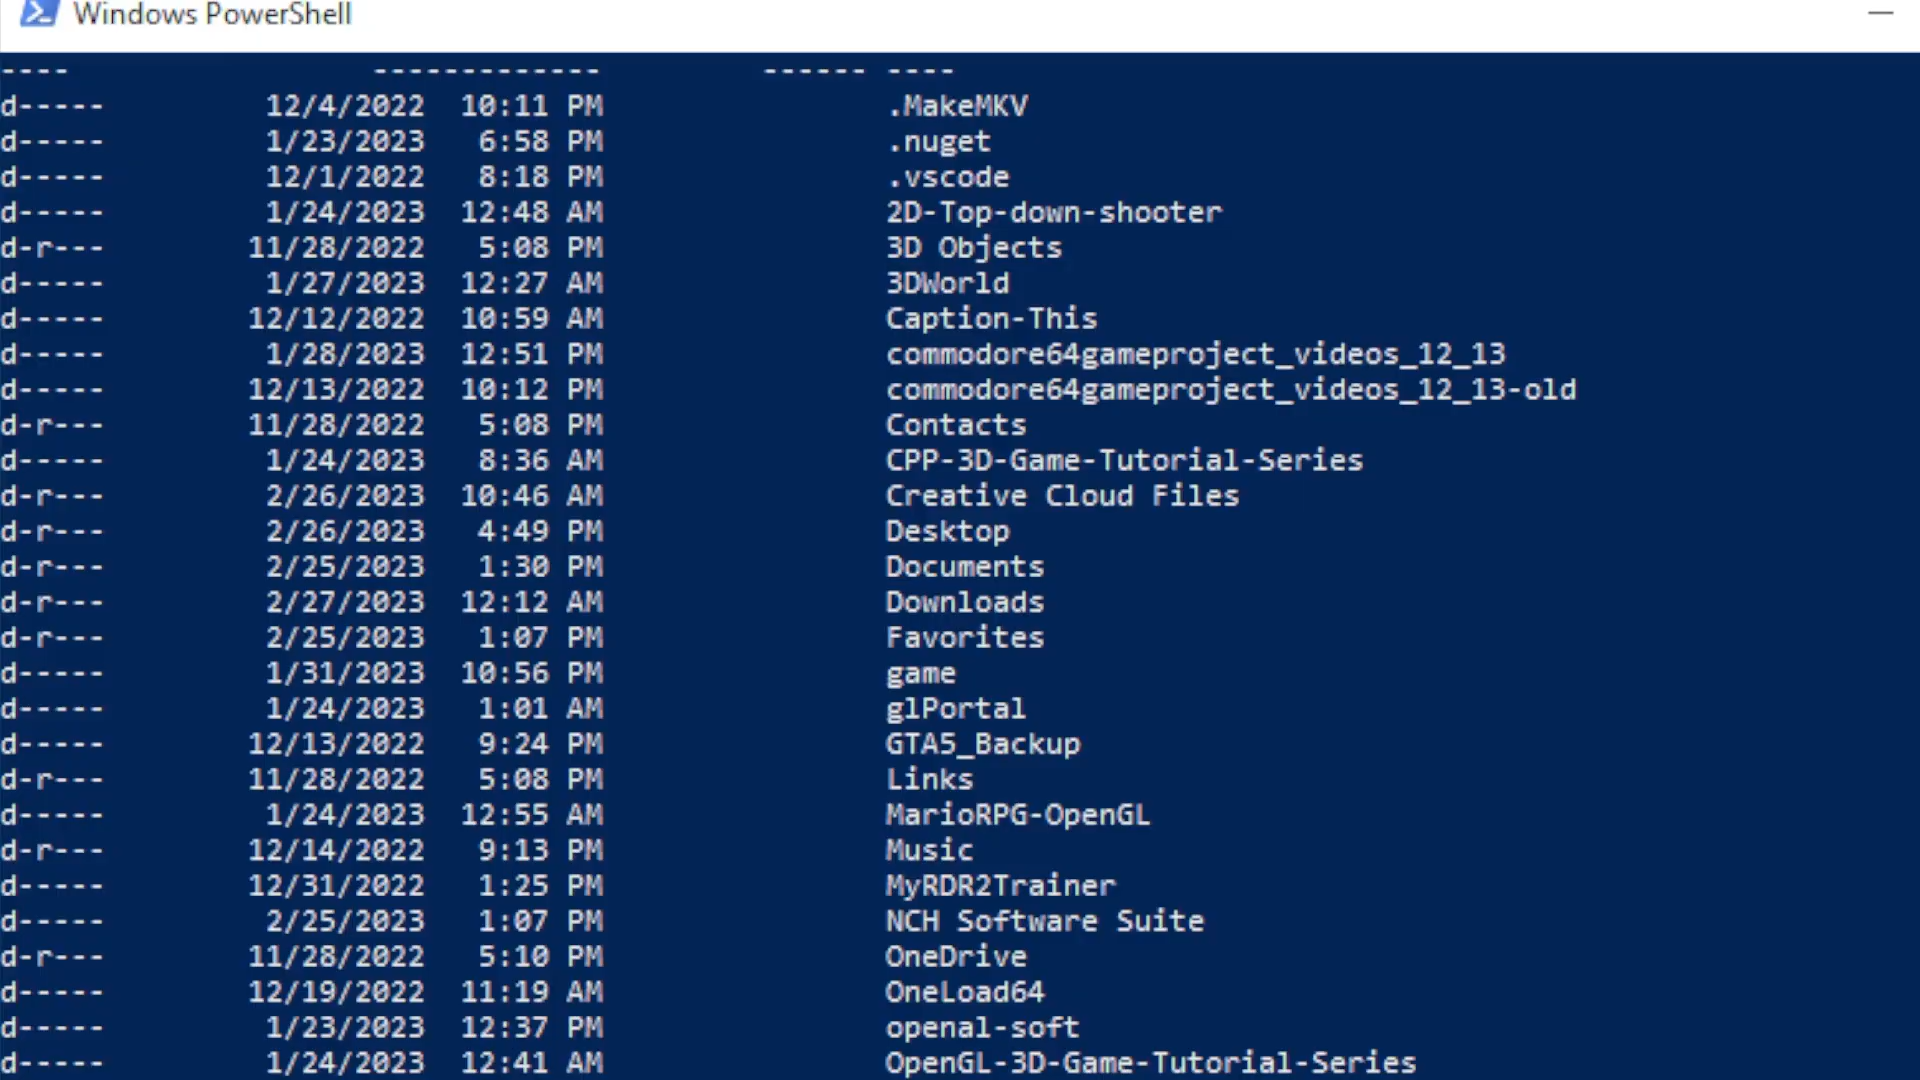 Windows PowerShell
---- ------------- ------ ----
d----- 12/4/2022 10:11 PM .MakeMKV
d----- 1/23/2023 6:58 PM .nuget
d----- 12/1/2022 8:18 PM .vscode
d----- 1/24/2023 12:48 AM 2D-Top-down-shooter
d-r--- 11/28/2022 5:08 PM 3D Objects
d----- 1/27/2023 12:27 AM 3DWorld
d----- 12/12/2022 10:59 AM Caption-This
d----- 1/28/2023 12:51 PM commodore64gameproject_videos_12_13
d----- 12/13/2022 10:12 PM commodore64gameproject_videos_12_13-old
d-r--- 11/28/2022 5:08 PM Contacts
d----- 1/24/2023 8:36 AM CPP-3D-Game-Tutorial-Series
d-r--- 2/26/2023 10:46 AM Creative Cloud Files
d-r--- 2/26/2023 4:49 PM Desktop
d-r--- 2/25/2023 1:30 PM Documents
d-r--- 2/27/2023 12:12 AM Downloads
d-r--- 2/25/2023 1:07 PM Favorites
d----- 1/31/2023 10:56 PM game
d----- 1/24/2023 1:01 AM glPortal
d----- 12/13/2022 9:24 PM GTA5_Backup
d-r--- 11/28/2022 5:08 PM Links
d----- 1/24/2023 12:55 AM MarioRPG-OpenGL
d-r--- 12/14/2022 9:13 PM Music
d----- 12/31/2022 1:25 PM MyRDR2Trainer
d----- 2/25/2023 1:07 PM NCH Software Suite
d-r--- 11/28/2022 5:10 PM OneDrive
d----- 12/19/2022 11:19 AM OneLoad64
d----- 1/23/2023 12:37 PM openal-soft
d----- 1/24/2023 12:41 AM OpenGL-3D-Game-Tutorial-Series